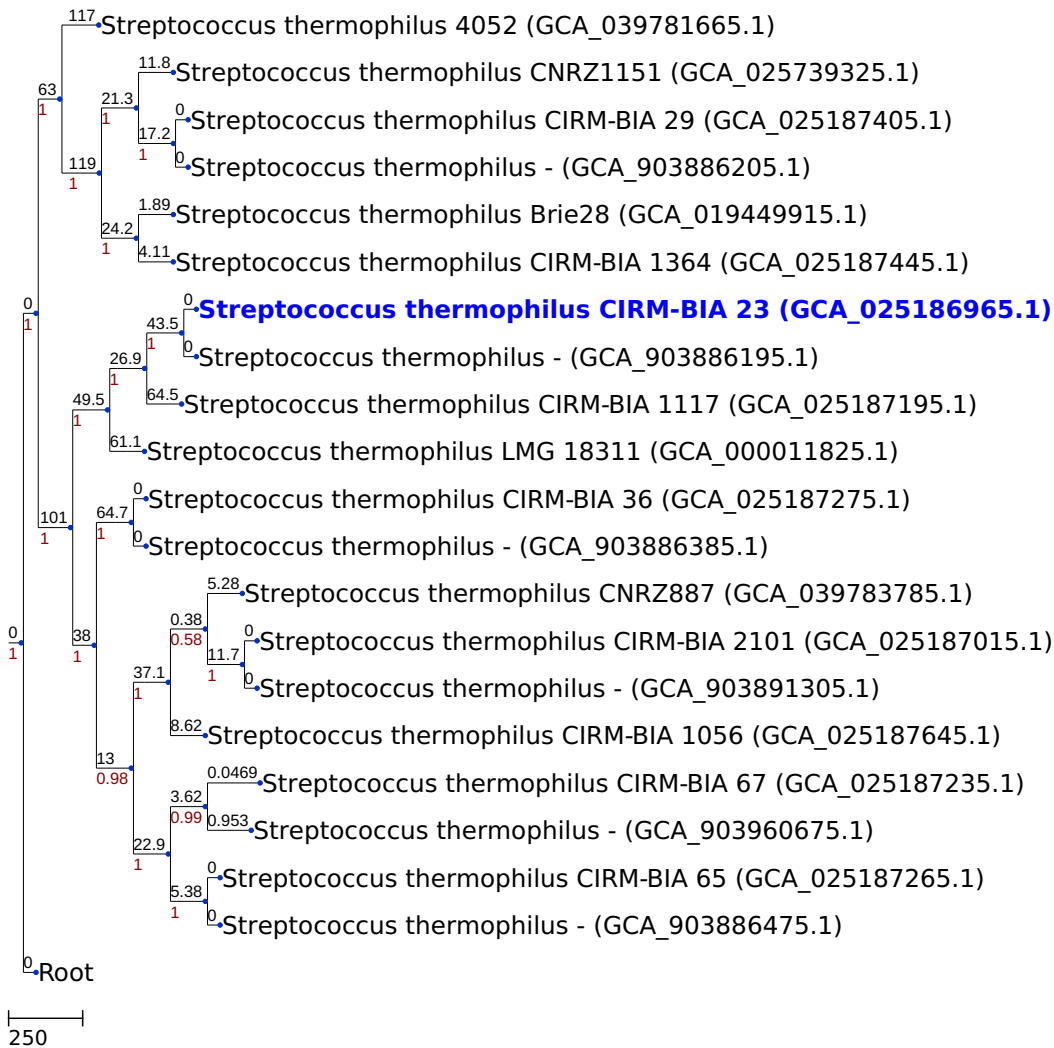 117 Streptococcus thermophilus 4052 (GCA_039781665.1)
11.8 Streptococcus thermophilus CNRZ1151 (GCA_025739325.1)
63
1
21.3
1
0 Streptococcus thermophilus CIRM-BIA 29 (GCA_025187405.1)
17.2
1
0 Streptococcus thermophilus - (GCA_903886205.1)
119
1
1.89 Streptococcus thermophilus Brie28 (GCA_019449915.1)
24.2
1
4.11 Streptococcus thermophilus CIRM-BIA 1364 (GCA_025187445.1)
0
1
0 Streptococcus thermophilus CIRM-BIA 23 (GCA_025186965.1)
43.5
1
0 Streptococcus thermophilus - (GCA_903886195.1)
26.9
1
64.5 Streptococcus thermophilus CIRM-BIA 1117 (GCA_025187195.1)
49.5
1
61.1 Streptococcus thermophilus LMG 18311 (GCA_000011825.1)
0 Streptococcus thermophilus CIRM-BIA 36 (GCA_025187275.1)
101
1
64.7
1
0 Streptococcus thermophilus - (GCA_903886385.1)
5.28 Streptococcus thermophilus CNRZ887 (GCA_039783785.1)
0.38
0.58
0 Streptococcus thermophilus CIRM-BIA 2101 (GCA_025187015.1)
0
1
38
1
11.7
1
0 Streptococcus thermophilus - (GCA_903891305.1)
37.1
1
8.62 Streptococcus thermophilus CIRM-BIA 1056 (GCA_025187645.1)
13
0.98
0.0469 Streptococcus thermophilus CIRM-BIA 67 (GCA_025187235.1)
3.62
0.99
0.953 Streptococcus thermophilus - (GCA_903960675.1)
22.9
1
0 Streptococcus thermophilus CIRM-BIA 65 (GCA_025187265.1)
5.38
1
0 Streptococcus thermophilus - (GCA_903886475.1)
0 Root
250